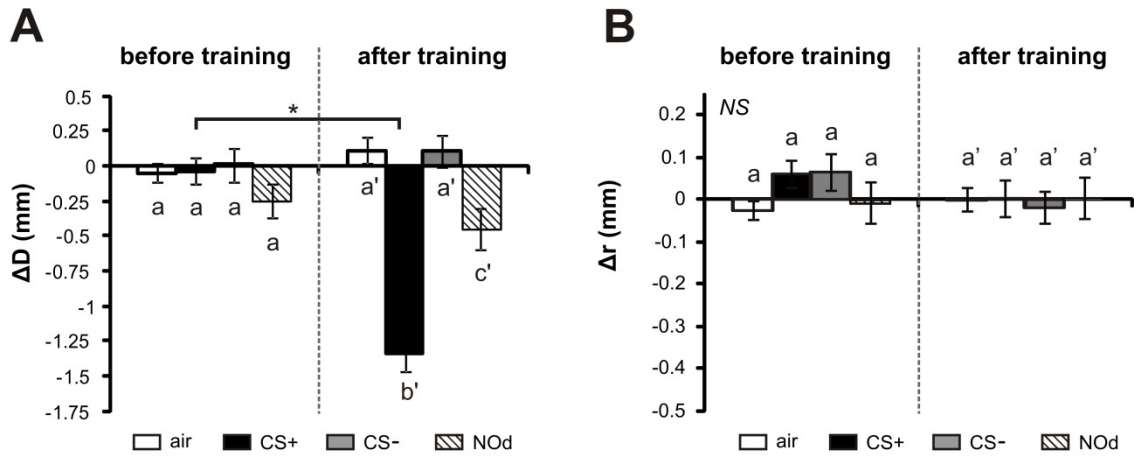 A
before training after training
0.5
0.25
0
-0.25
-0.5
-0.75
-1
-1.25
-1.5
-1.75
ΔD (mm)
*
a a a a
a' b' a' c'
air CS+ CS- NOd
B
before training after training
0.2
0.1
0
-0.1
-0.2
-0.3
-0.4
-0.5
Δr (mm)
NS
a a a a
a’ a’ a’ a’
air CS+ CS- NOd